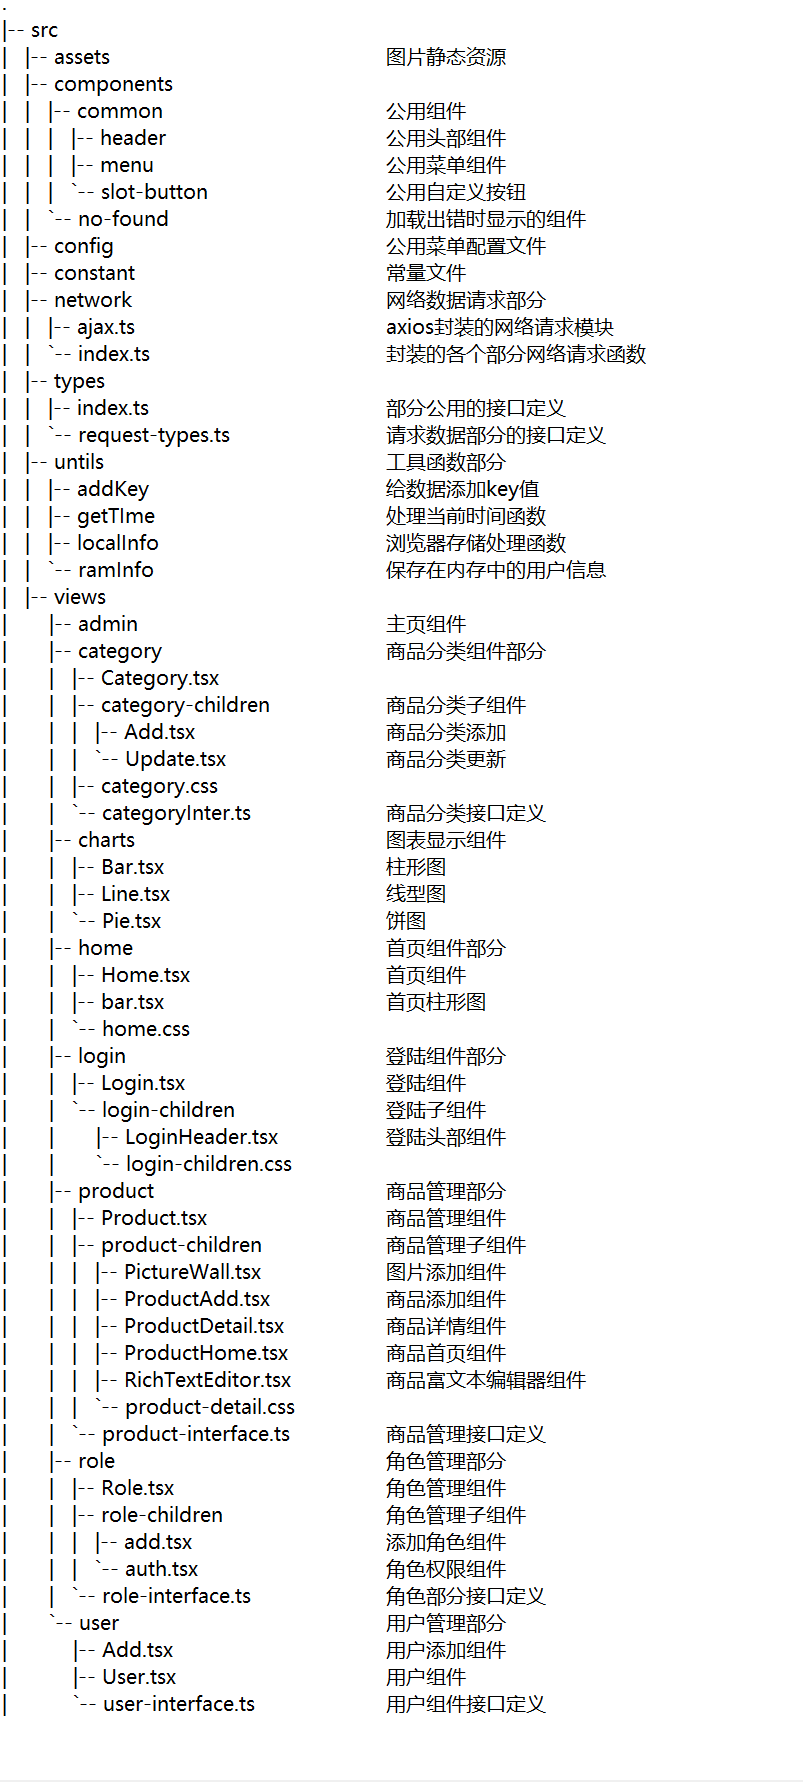 .
|-- src
|   |-- assets 图片静态资源
|   |-- components
|   |   |-- common 公用组件
|   |   |   |-- header 公用头部组件
|   |   |   |-- menu 公用菜单组件
|   |   |   `-- slot-button 公用自定义按钮
|   |   `-- no-found 加载出错时显示的组件
|   |-- config 公用菜单配置文件
|   |-- constant 常量文件
|   |-- network 网络数据请求部分
|   |   |-- ajax.ts axios封装的网络请求模块
|   |   `-- index.ts 封装的各个部分网络请求函数
|   |-- types
|   |   |-- index.ts 部分公用的接口定义
|   |   `-- request-types.ts 请求数据部分的接口定义
|   |-- untils 工具函数部分
|   |   |-- addKey 给数据添加key值
|   |   |-- getTIme 处理当前时间函数
|   |   |-- localInfo 浏览器存储处理函数
|   |   `-- ramInfo 保存在内存中的用户信息
|   |-- views
|       |-- admin 主页组件
|       |-- category 商品分类组件部分
|       |   |-- Category.tsx
|       |   |-- category-children 商品分类子组件
|       |   |   |-- Add.tsx 商品分类添加
|       |   |   `-- Update.tsx 商品分类更新
|       |   |-- category.css
|       |   `-- categoryInter.ts 商品分类接口定义
|       |-- charts 图表显示组件
|       |   |-- Bar.tsx 柱形图
|       |   |-- Line.tsx 线型图
|       |   `-- Pie.tsx 饼图
|       |-- home 首页组件部分
|       |   |-- Home.tsx 首页组件
|       |   |-- bar.tsx 首页柱形图
|       |   `-- home.css
|       |-- login 登陆组件部分
|       |   |-- Login.tsx 登陆组件
|       |   `-- login-children 登陆子组件
|       |       |-- LoginHeader.tsx 登陆头部组件
|       |       `-- login-children.css
|       |-- product 商品管理部分
|       |   |-- Product.tsx 商品管理组件
|       |   |-- product-children 商品管理子组件
|       |   |   |-- PictureWall.tsx 图片添加组件
|       |   |   |-- ProductAdd.tsx 商品添加组件
|       |   |   |-- ProductDetail.tsx 商品详情组件
|       |   |   |-- ProductHome.tsx 商品首页组件
|       |   |   |-- RichTextEditor.tsx 商品富文本编辑器组件
|       |   |   `-- product-detail.css
|       |   `-- product-interface.ts 商品管理接口定义
|       |-- role 角色管理部分
|       |   |-- Role.tsx 角色管理组件
|       |   |-- role-children 角色管理子组件
|       |   |   |-- add.tsx 添加角色组件
|       |   |   `-- auth.tsx 角色权限组件
|       |   `-- role-interface.ts 角色部分接口定义
|       `-- user 用户管理部分
|           |-- Add.tsx 用户添加组件
|           |-- User.tsx 用户组件
|           `-- user-interface.ts 用户组件接口定义